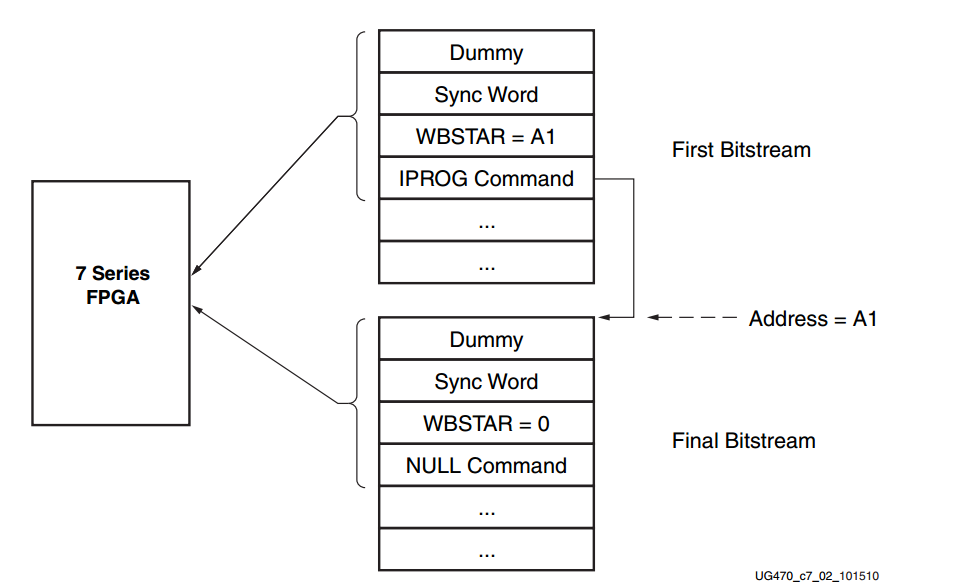 Dummy
Sync Word
WBSTAR = A1
IPROG Command
...
...
First Bitstream
7 Series
FPGA
Address = A1
Dummy
Sync Word
WBSTAR = 0
NULL Command
...
...
Final Bitstream
UG470_c7_02_101510